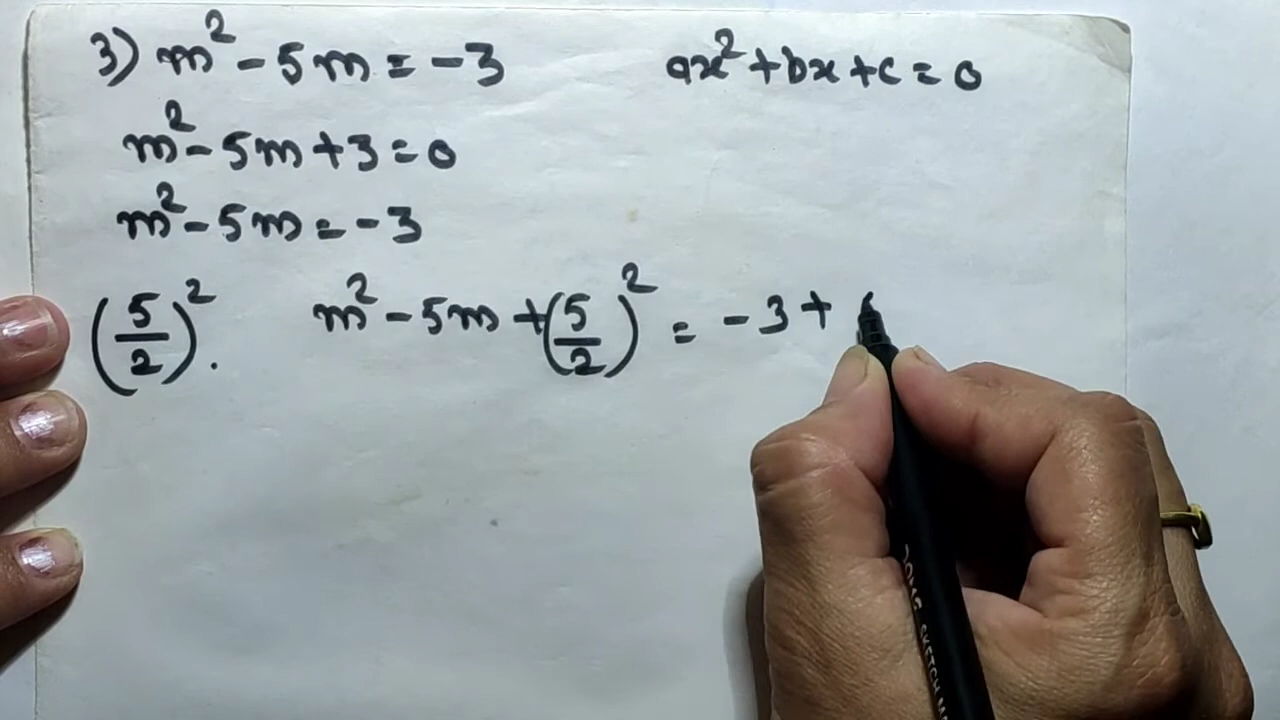 3) m² - 5m = -3
ax² + bx + c = 0
m² - 5m + 3 = 0
m² - 5m = -3
(5/2)². m² - 5m + (5/2)² = -3 + (
SKETCH